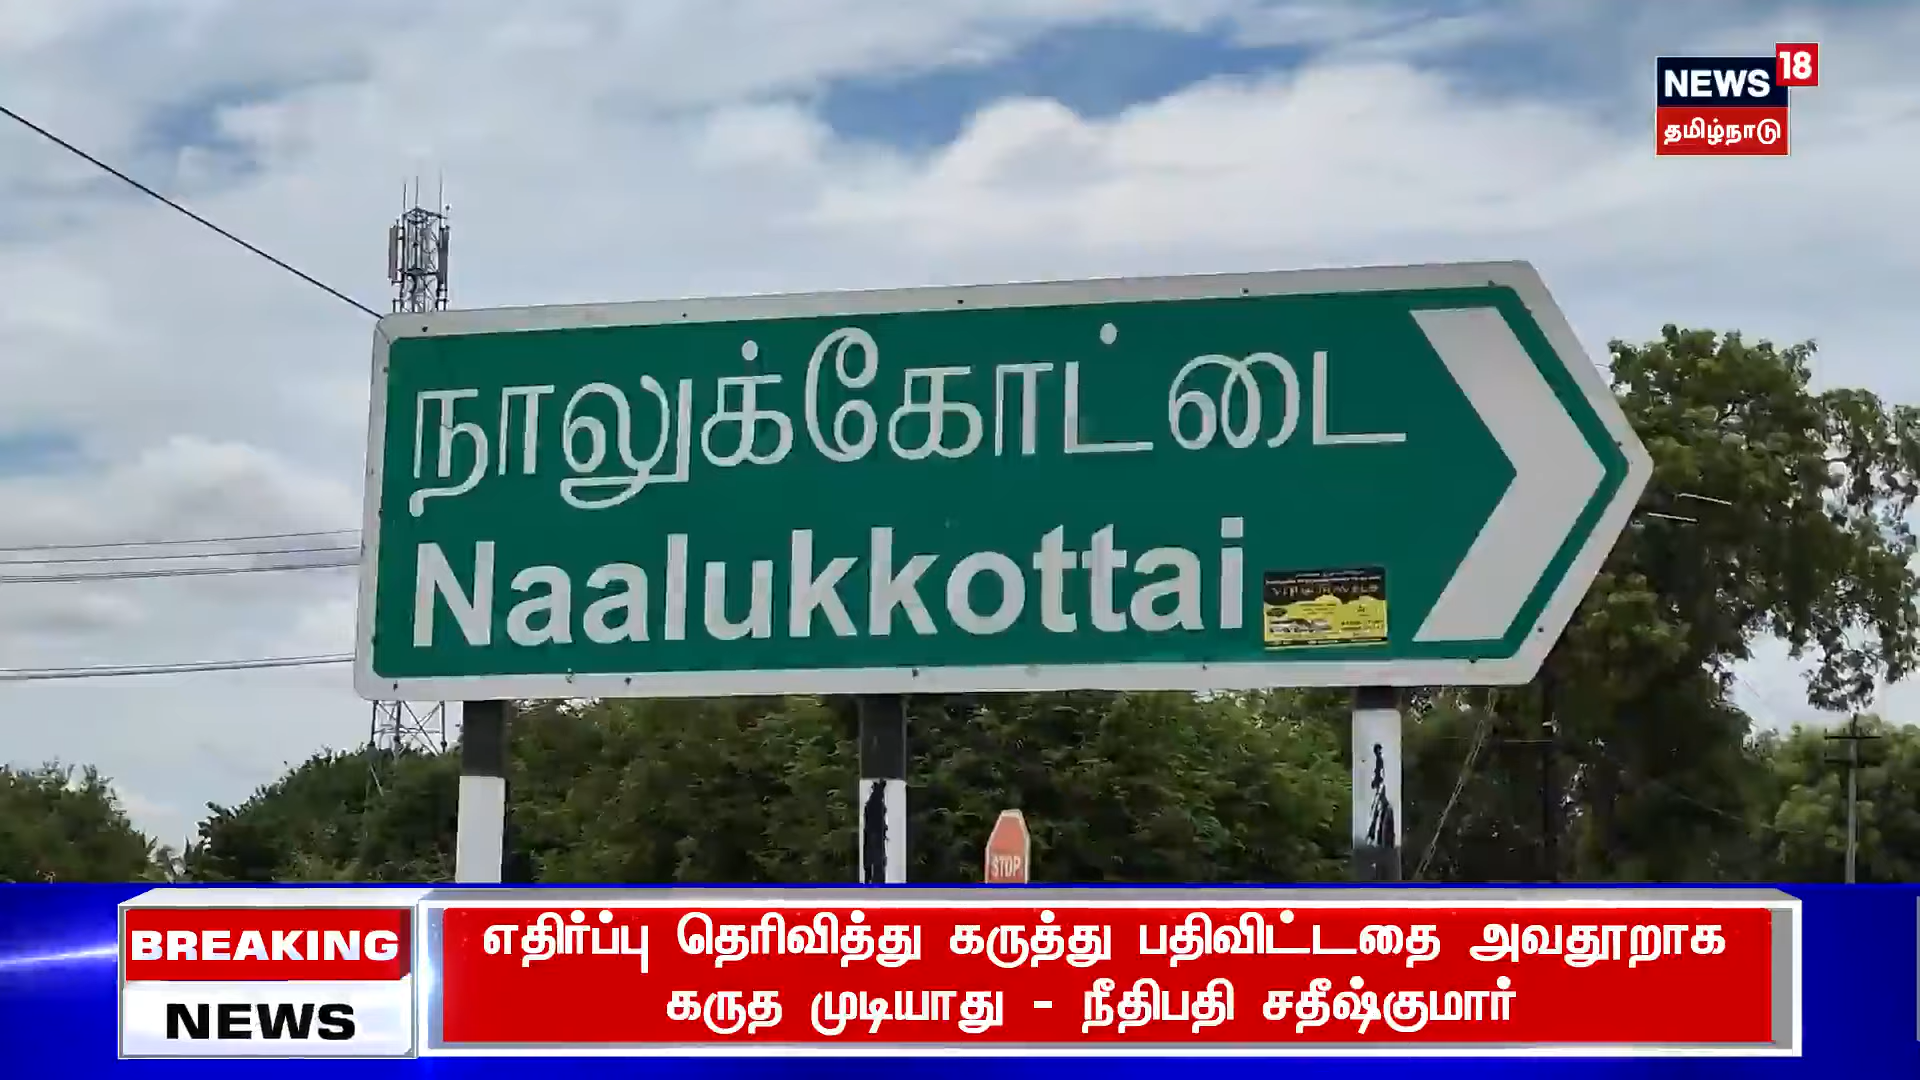 NEWS 18
தமிழ்நாடு
நாலுக்கோட்டை
Naalukkottai
STOP
BREAKING
NEWS
எதிர்ப்பு தெரிவித்து கருத்து பதிவிட்டதை அவதூறாக
கருத முடியாது - நீதிபதி சதீஷ்குமார்